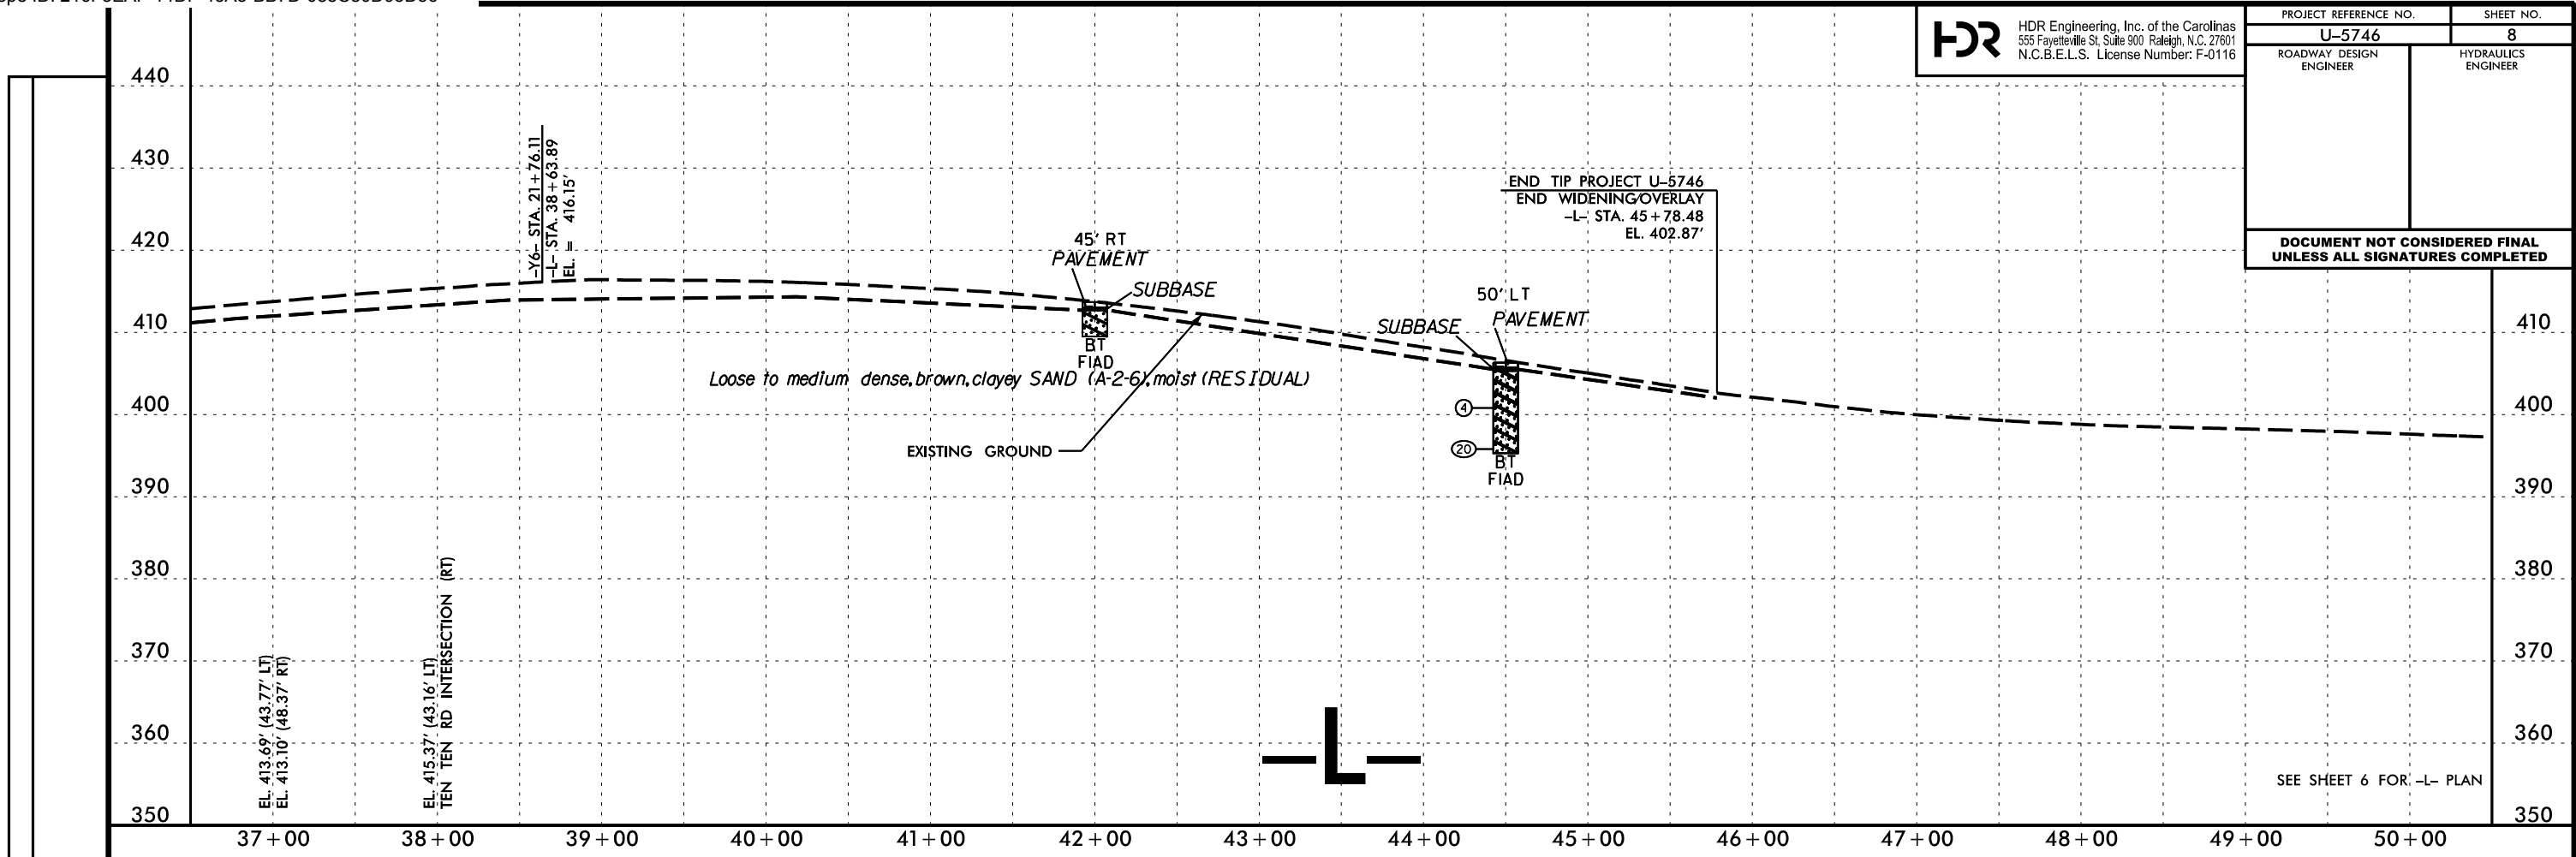 HDR
HDR Engineering, Inc. of the Carolinas
555 Fayetteville St, Suite 900 Raleigh, N.C. 27601
N.C.B.E.L.S. License Number: F-0116
PROJECT REFERENCE NO.
SHEET NO.
U-5746
8
ROADWAY DESIGN
ENGINEER
HYDRAULICS
ENGINEER
DOCUMENT NOT CONSIDERED FINAL
UNLESS ALL SIGNATURES COMPLETED
440
430
420
410
400
390
380
370
360
350
-Y6- STA. 21+76.11
-L- STA. 38+63.89
EL. = 416.15'
45' RT
PAVEMENT
SUBBASE
BT
FIAD
Loose to medium dense, brown, clayey SAND (A-2-6), moist (RESIDUAL)
EXISTING GROUND
END TIP PROJECT U-5746
END WIDENING/OVERLAY
-L- STA. 45+78.48
EL. 402.87'
50' LT
SUBBASE
PAVEMENT
4
20
BT
FIAD
EL. 413.69' (43.77' LT)
EL. 413.10' (48.37' RT)
EL. 415.37' (43.16' LT)
TEN TEN RD INTERSECTION (RT)
-L-
SEE SHEET 6 FOR -L- PLAN
410
400
390
380
370
360
350
37+00 38+00 39+00 40+00 41+00 42+00 43+00 44+00 45+00 46+00 47+00 48+00 49+00 50+00